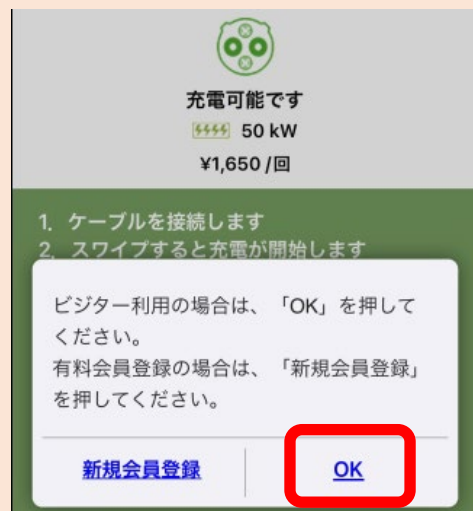 充電可能です
50 kW
¥1,650 /回
1. ケーブルを接続します
2. スワイプすると充電が開始します
ビジター利用の場合は、「OK」を押して
ください。
有料会員登録の場合は、「新規会員登録」
を押してください。
新規会員登録 OK